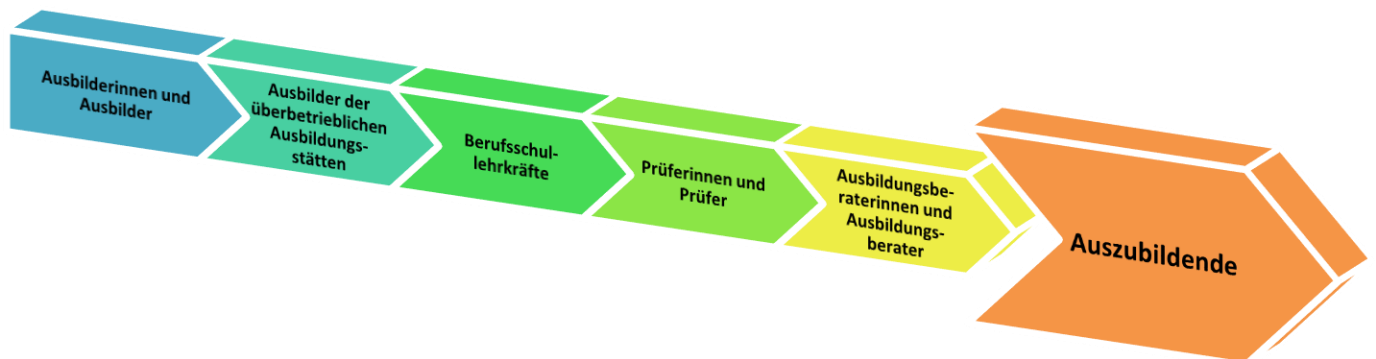 Ausbilderinnen und
Ausbilder
Ausbilder der
überbetrieblichen
Ausbildungs-
stätten
Berufsschul-
lehrkräfte
Prüferinnen und
Prüfer
Ausbildungsbe-
raterinnen und
Ausbildungs-
berater
Auszubildende